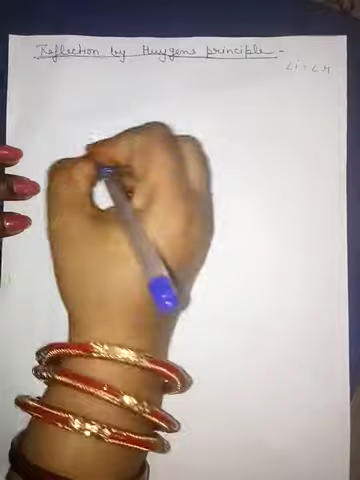 Reflection by Huygens principle -
∠i = ∠r